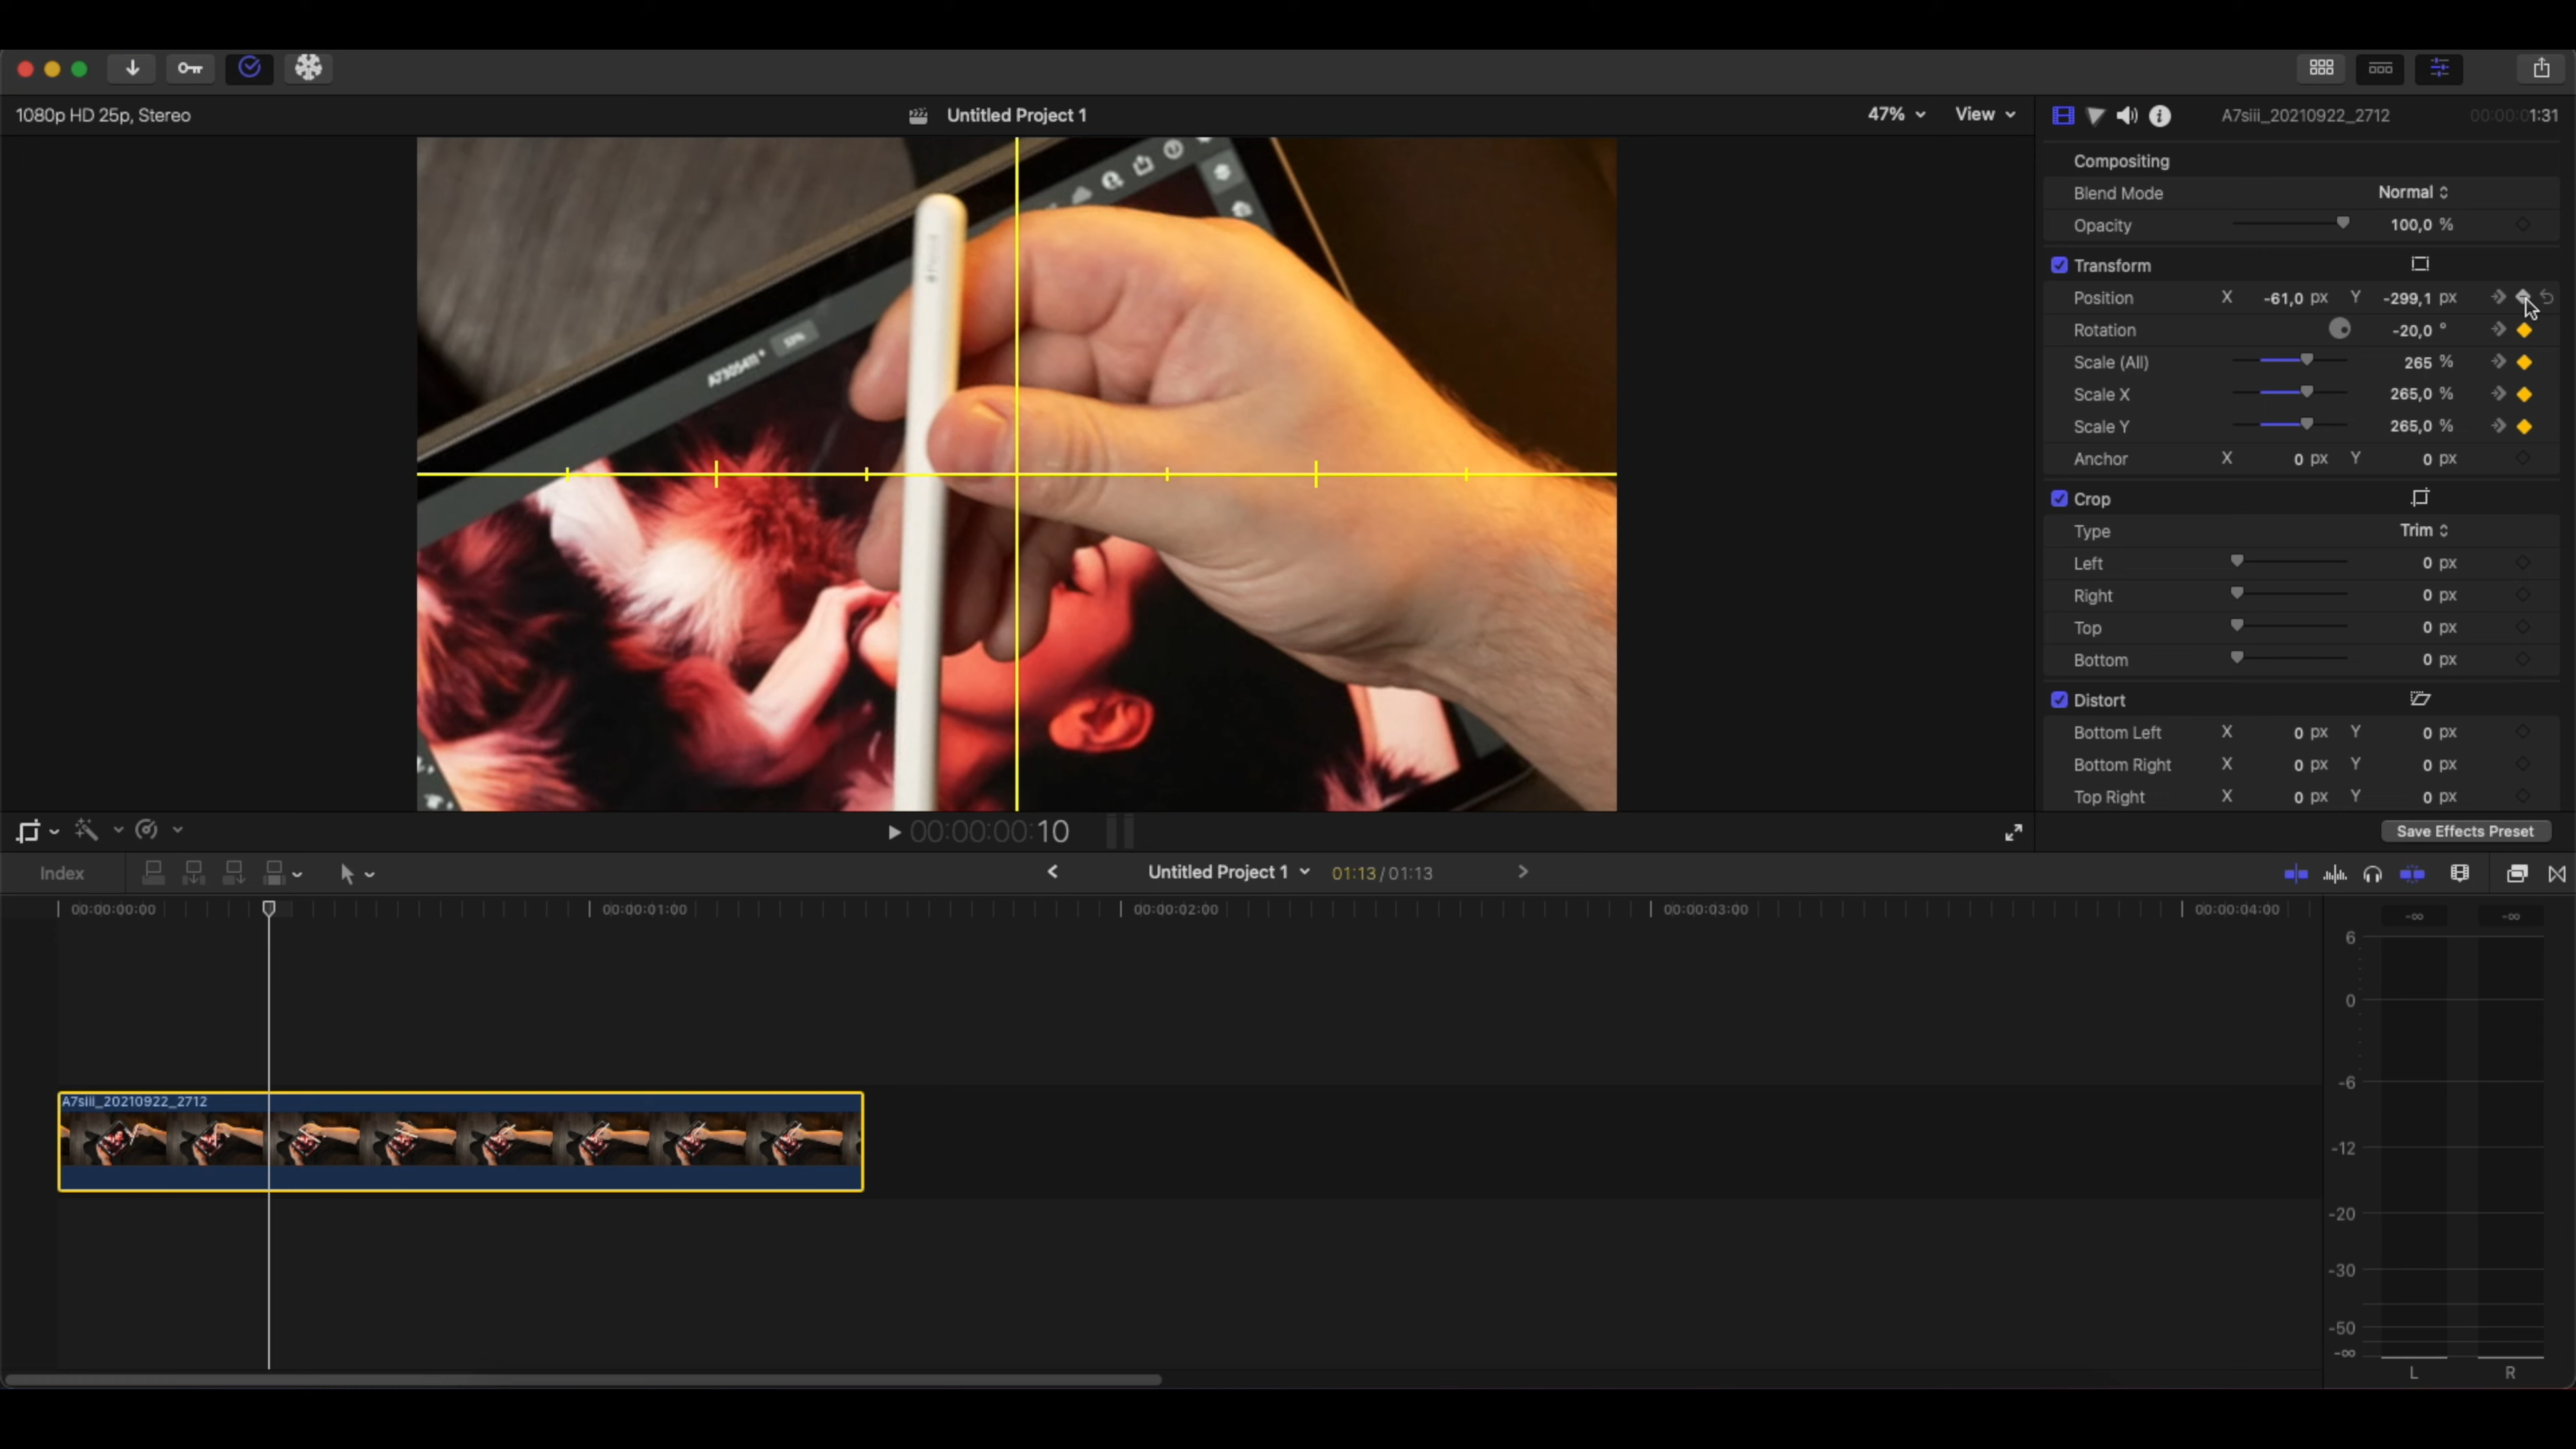 1080p HD 25p, Stereo
Untitled Project 1
47%
View
A7siii_20210922_2712
00:00:01:31
Compositing
Blend Mode
Normal
Opacity
100,0 %
Transform
Position X -61,0 px Y -299,1 px
Rotation -20,0 °
Scale (All) 265 %
Scale X 265,0 %
Scale Y 265,0 %
Anchor X 0 px Y 0 px
Crop
Type Trim
Left 0 px
Right 0 px
Top 0 px
Bottom 0 px
Distort
Bottom Left X 0 px Y 0 px
Bottom Right X 0 px Y 0 px
Top Right X 0 px Y 0 px
A7305411*
00:00:00:10
Save Effects Preset
Index
Untitled Project 1
01:13 / 01:13
00:00:00:00
00:00:01:00
00:00:02:00
00:00:03:00
00:00:04:00
A7siii_20210922_2712
-∞ -∞
6
0
-6
-12
-20
-30
-50
-∞
L R